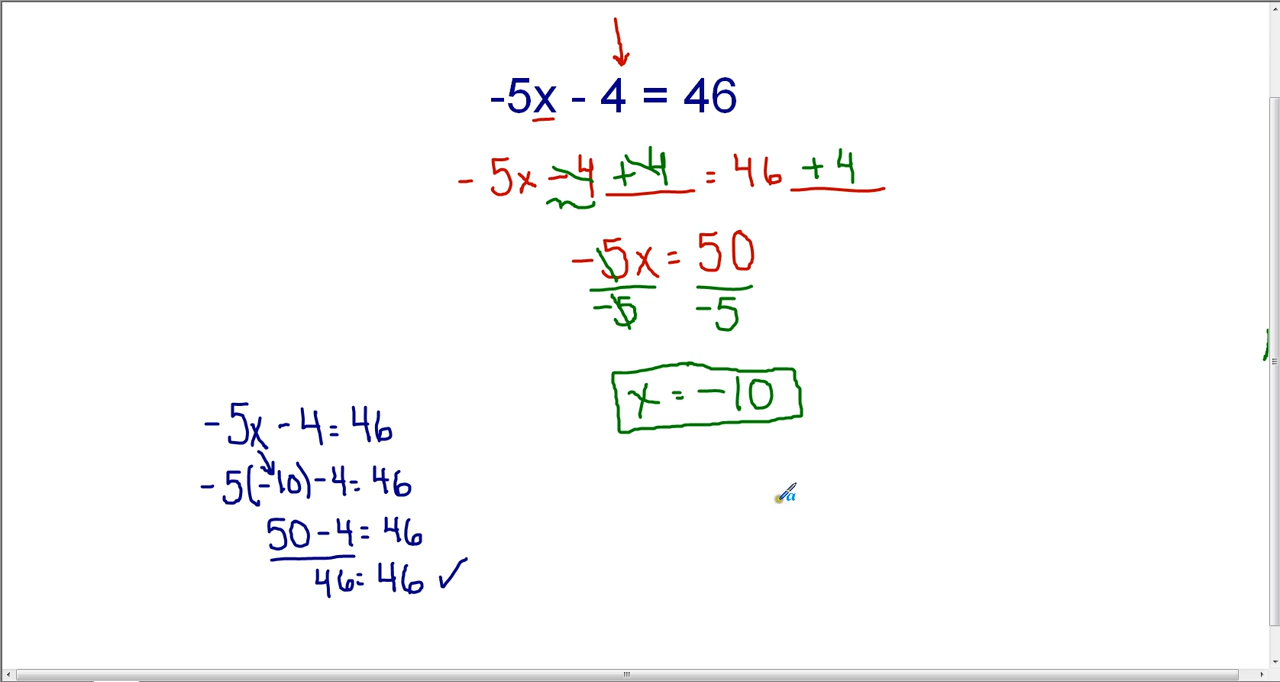 -5x - 4 = 46
- 5x - 4 + 4 = 46 + 4
- 5x = 50
-5 -5
x = -10
- 5x - 4 = 46
- 5(-10) - 4 = 46
50 - 4 = 46
46 = 46 ✓